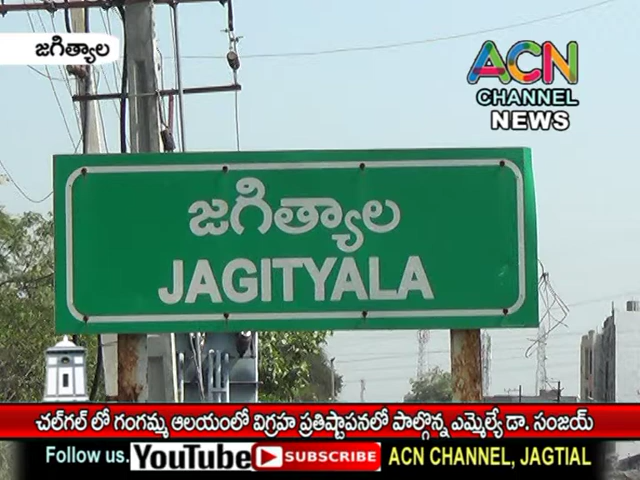 జగిత్యాల
ACN
CHANNEL
NEWS
జగిత్యాల
JAGITYALA
చల్‌గల్ లో గంగమ్మ ఆలయంలో విగ్రహ ప్రతిష్టాపనలో పాల్గొన్న ఎమ్మెల్యే డా. సంజయ్
Follow us. YouTube SUBSCRIBE ACN CHANNEL, JAGTIAL